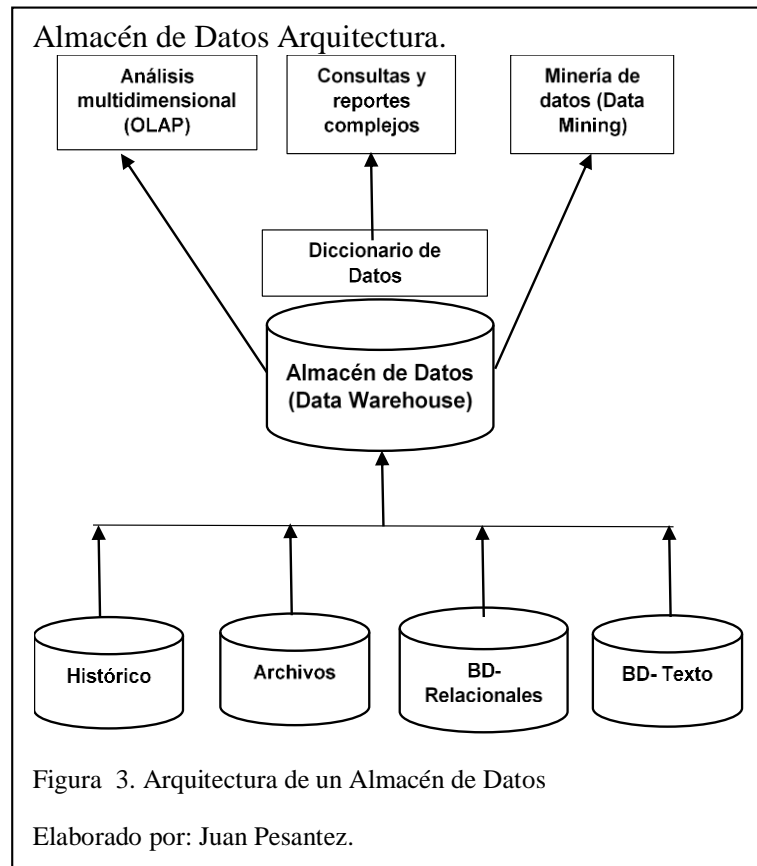 Almacén de Datos Arquitectura.
Análisis
multidimensional
(OLAP)
Consultas y
reportes
complejos
Minería de
datos (Data
Mining)
Diccionario de
Datos
Almacén de Datos
(Data Warehouse)
Histórico
Archivos
BD-
Relacionales
BD- Texto
Figura 3. Arquitectura de un Almacén de Datos
Elaborado por: Juan Pesantez.